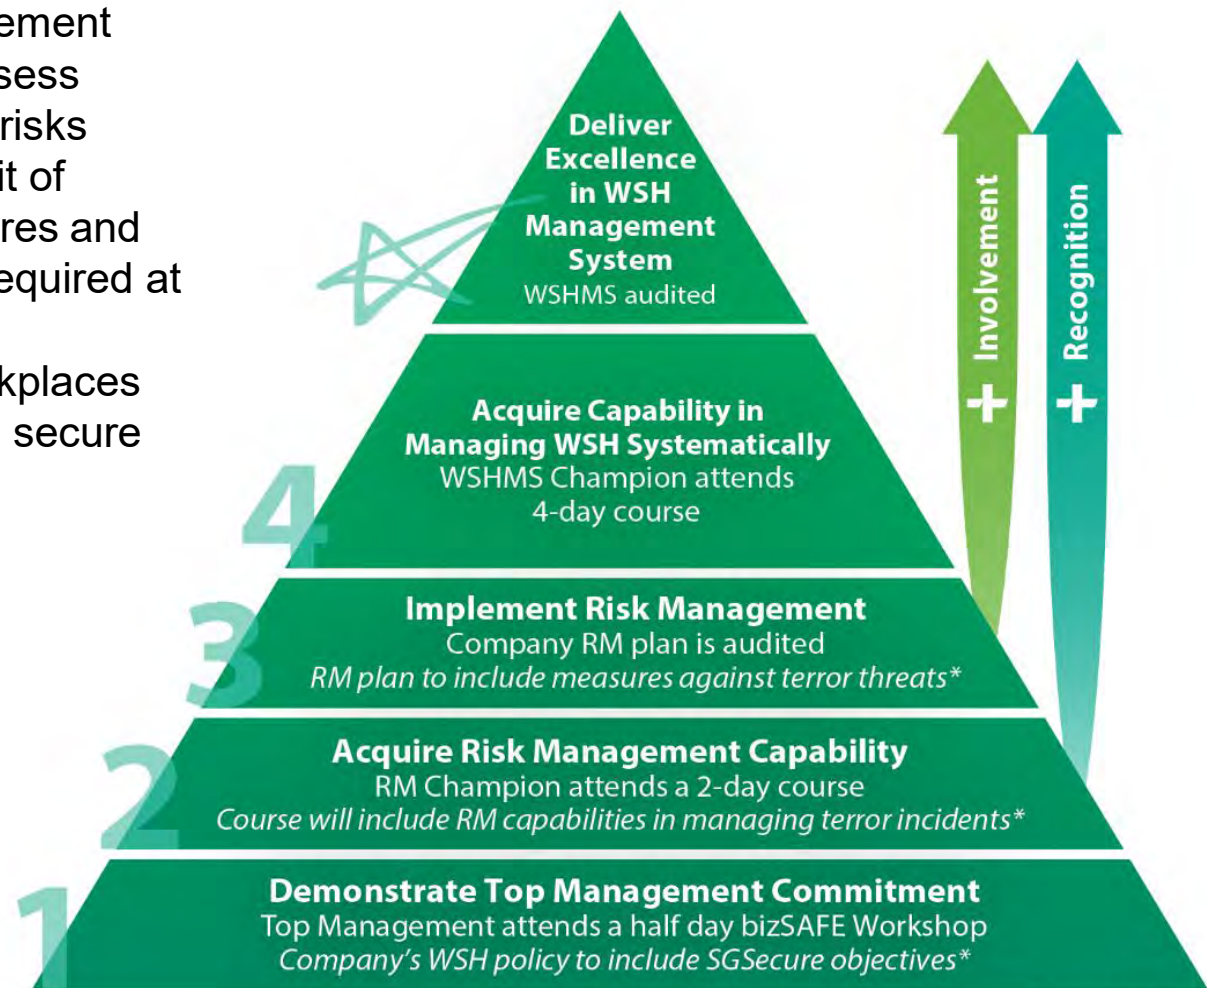 ement
sess
risks
it of
res and
equired at
kplaces
secure
Deliver
Excellence
in WSH
Management
System
WSHMS audited
4
Acquire Capability in
Managing WSH Systematically
WSHMS Champion attends
4-day course
3
Implement Risk Management
Company RM plan is audited
RM plan to include measures against terror threats*
2
Acquire Risk Management Capability
RM Champion attends a 2-day course
Course will include RM capabilities in managing terror incidents*
1
Demonstrate Top Management Commitment
Top Management attends a half day bizSAFE Workshop
Company's WSH policy to include SGSecure objectives*
+ Involvement
+ Recognition